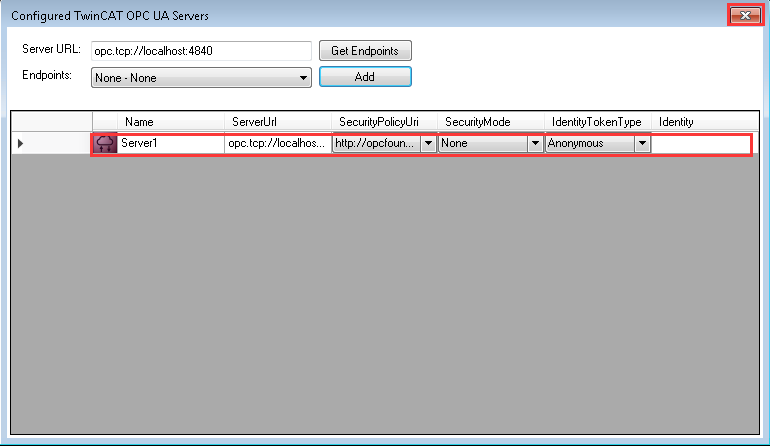 Configured TwinCAT OPC UA Servers
Server URL: opc.tcp://localhost:4840 Get Endpoints
Endpoints: None - None Add
Name ServerUrl SecurityPolicyUri SecurityMode IdentityTokenType Identity
Server1 opc.tcp://localhos... http://opcfoun... None Anonymous